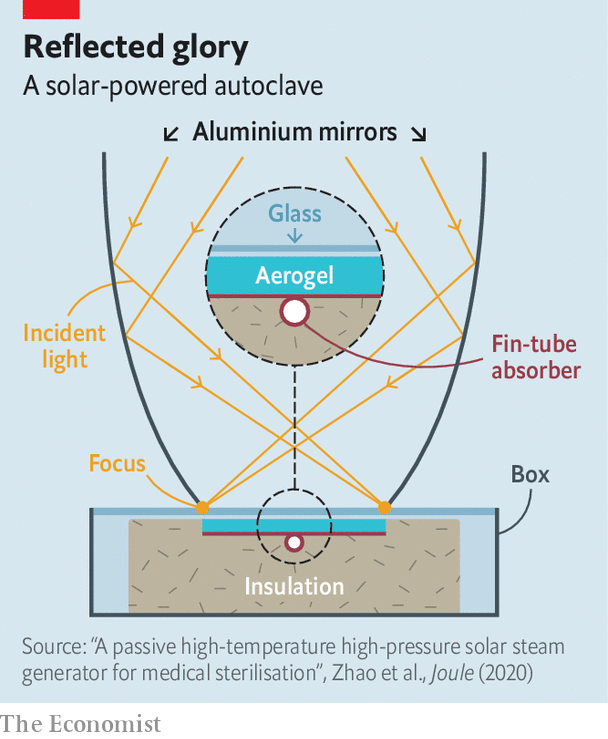 Reflected glory
A solar-powered autoclave
Aluminium mirrors
Glass
Aerogel
Incident
light
Fin-tube
absorber
Focus
Box
Insulation
Source: “A passive high-temperature high-pressure solar steam
generator for medical sterilisation”, Zhao et al., Joule (2020)
The Economist